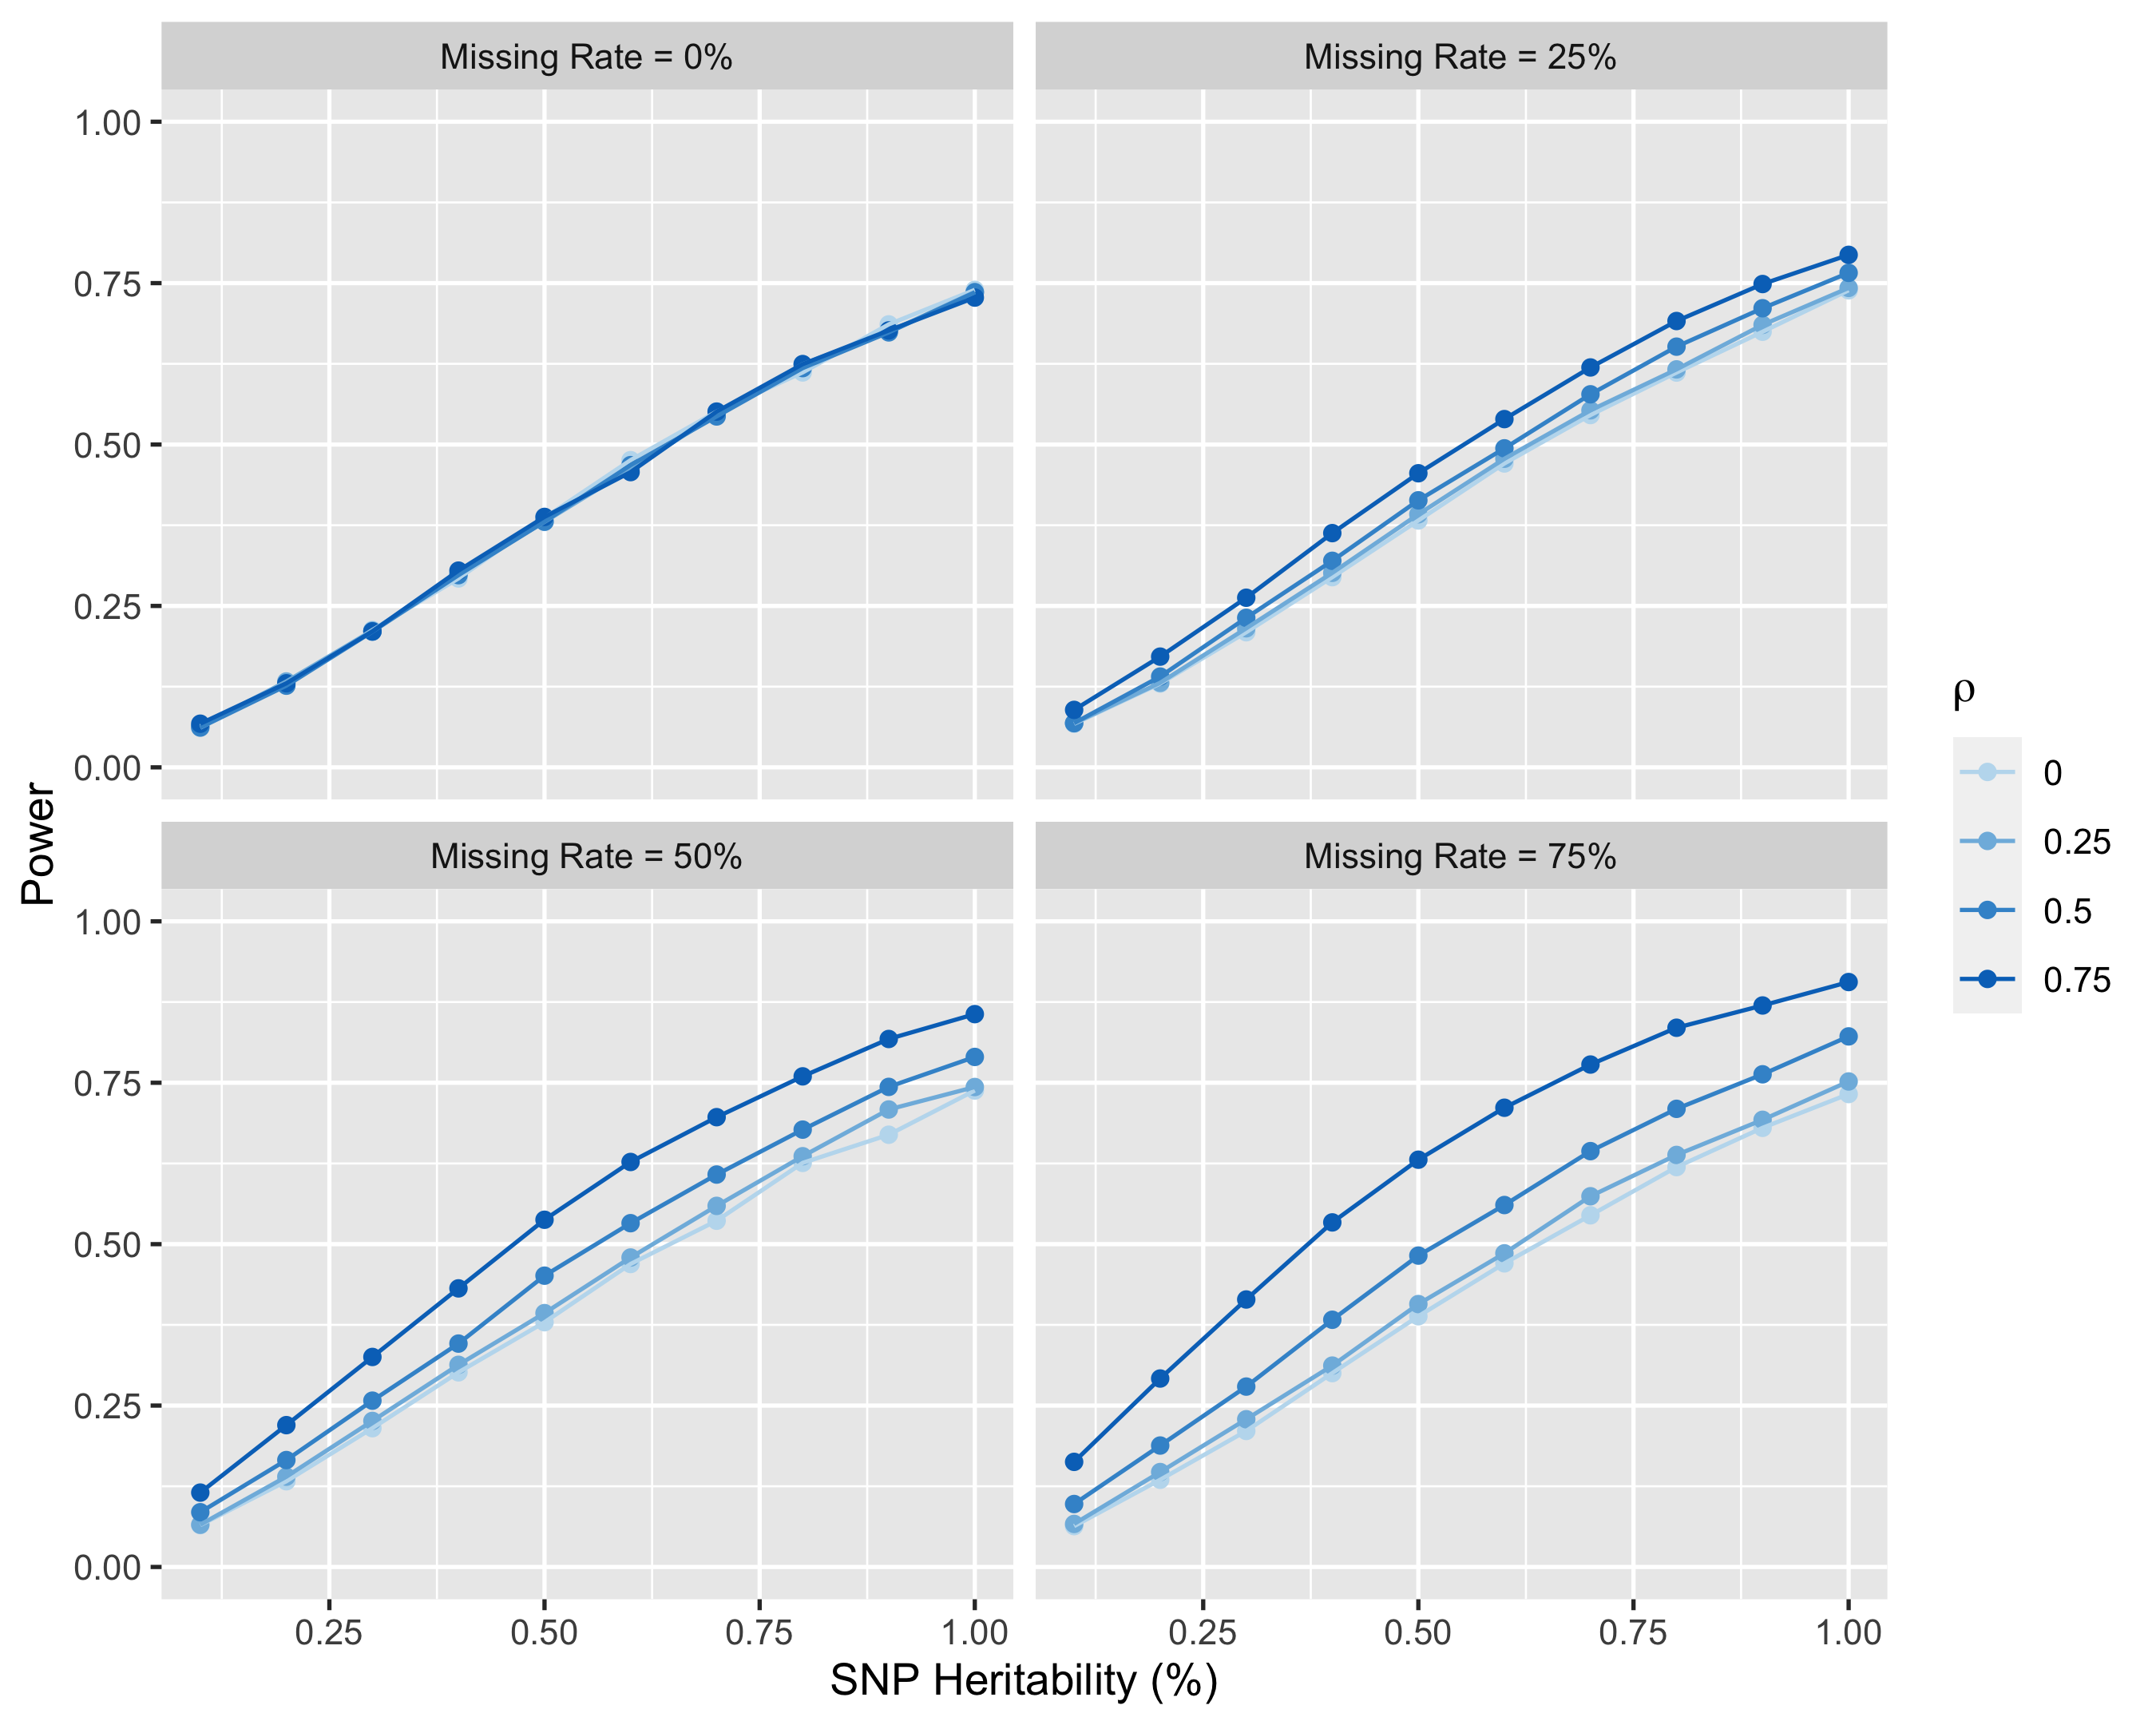 Missing Rate = 0%
Missing Rate = 25%
1.00
0.75
0.50
0.25
0.00
Missing Rate = 50%
Missing Rate = 75%
1.00
0.75
0.50
0.25
0.00
0.25 0.50 0.75 1.00
0.25 0.50 0.75 1.00
SNP Heritability (%)
Power
ρ
0
0.25
0.5
0.75